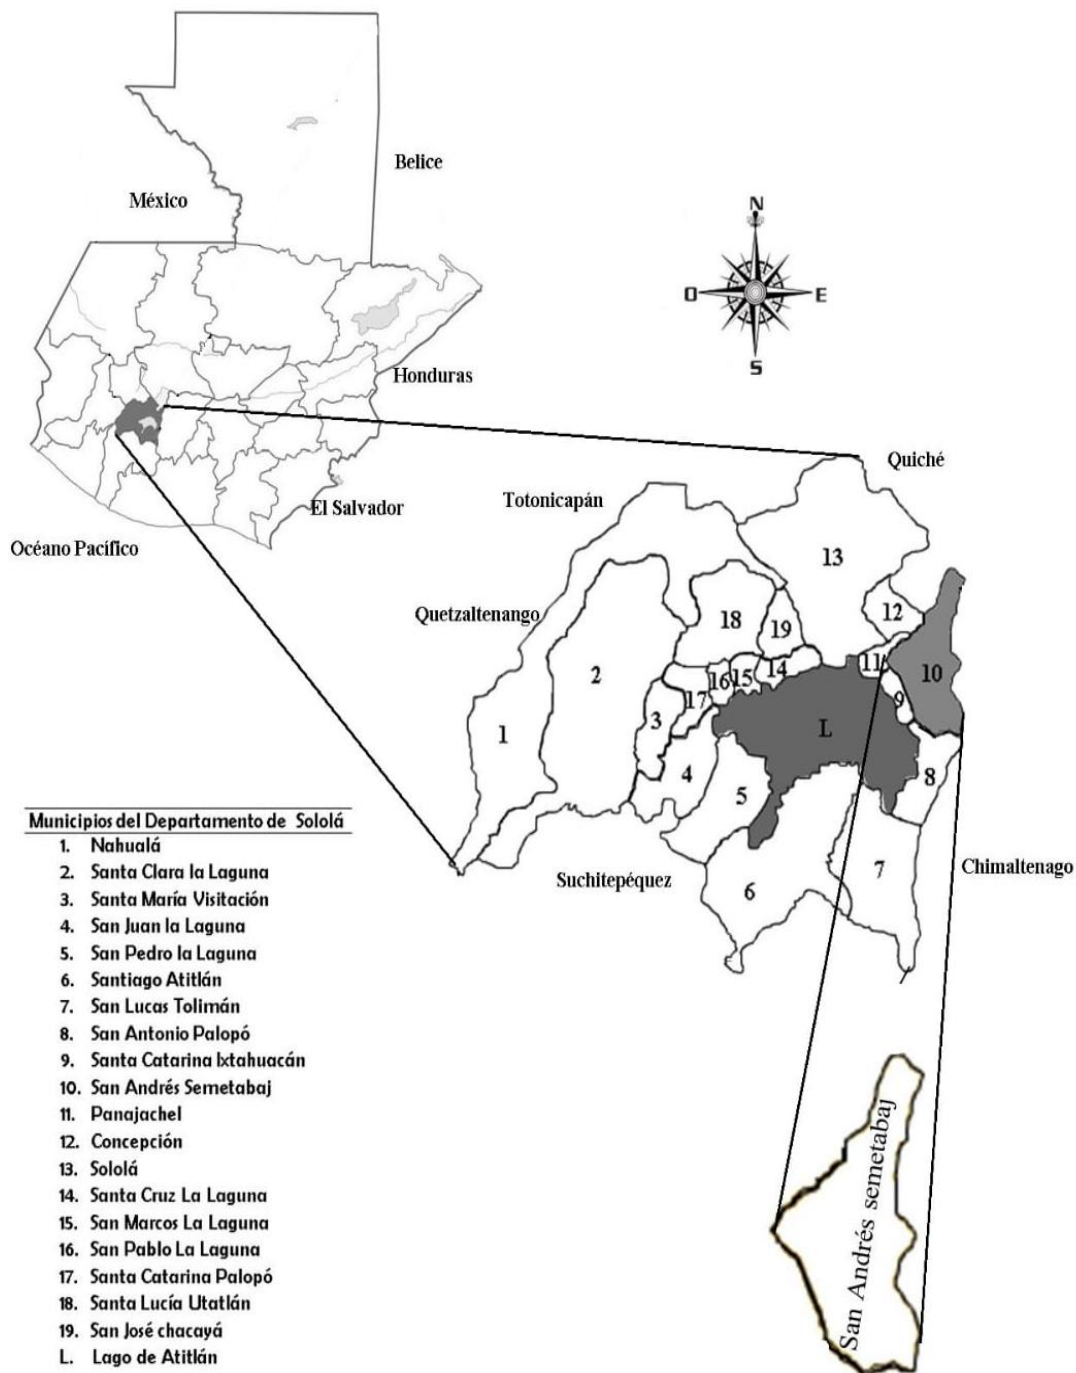 Belice
México
N
O
E
S
Honduras
El Salvador
Océano Pacífico
Quiché
Totonicapán
Quetzaltenango
13
12
18
19
11
10
14
15
16
17
9
2
3
1
L
4
8
5
7
6
Suchitepéquez
Chimaltenago
Municipios del Departamento de Sololá
1. Nahualá
2. Santa Clara la Laguna
3. Santa María Visitación
4. San Juan la Laguna
5. San Pedro la Laguna
6. Santiago Atitlán
7. San Lucas Tolimán
8. San Antonio Palopó
9. Santa Catarina Ixtahuacán
10. San Andrés Semetabaj
11. Panajachel
12. Concepción
13. Sololá
14. Santa Cruz La Laguna
15. San Marcos La Laguna
16. San Pablo La Laguna
17. Santa Catarina Palopó
18. Santa Lucía Utatlán
19. San José chacayá
L. Lago de Atitlán
San Andrés semetabaj